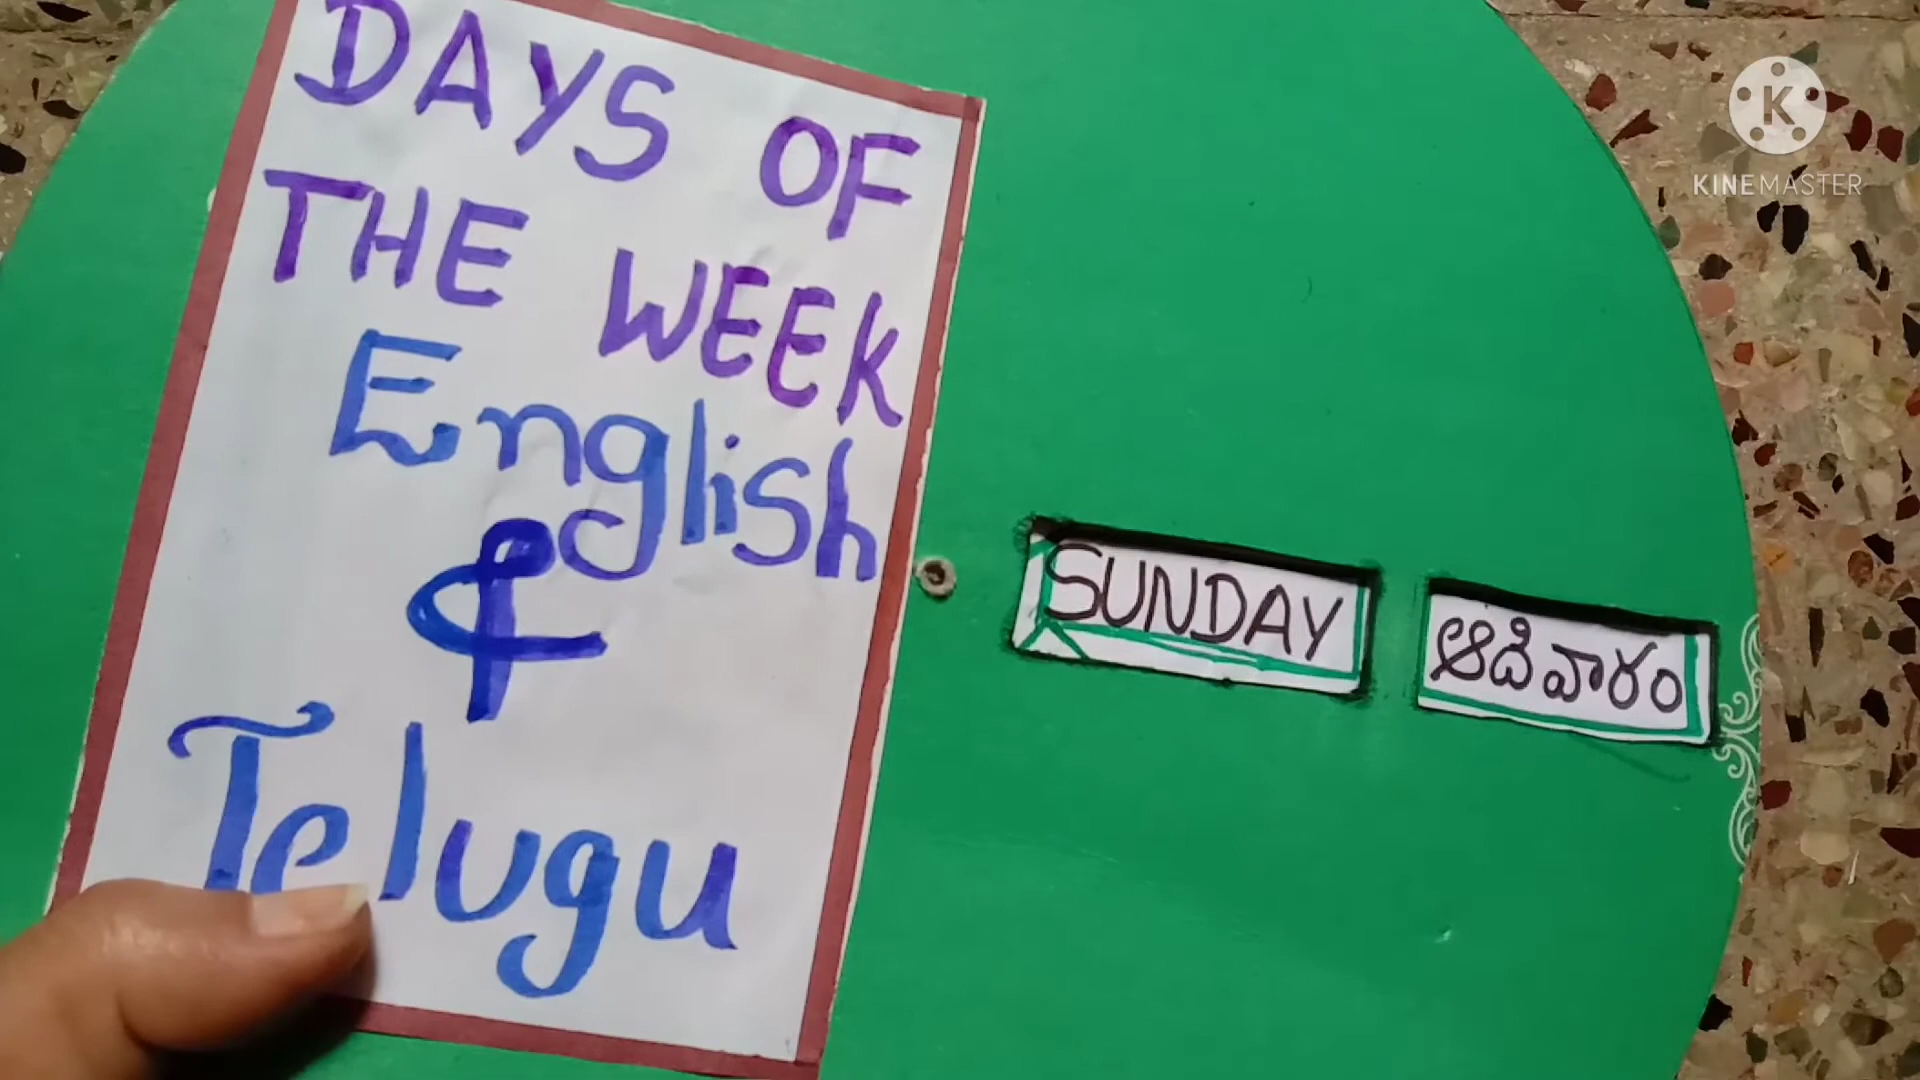 DAYS OF
THE WEEK
English
&
Telugu
SUNDAY
ఆదివారం
KINEMASTER